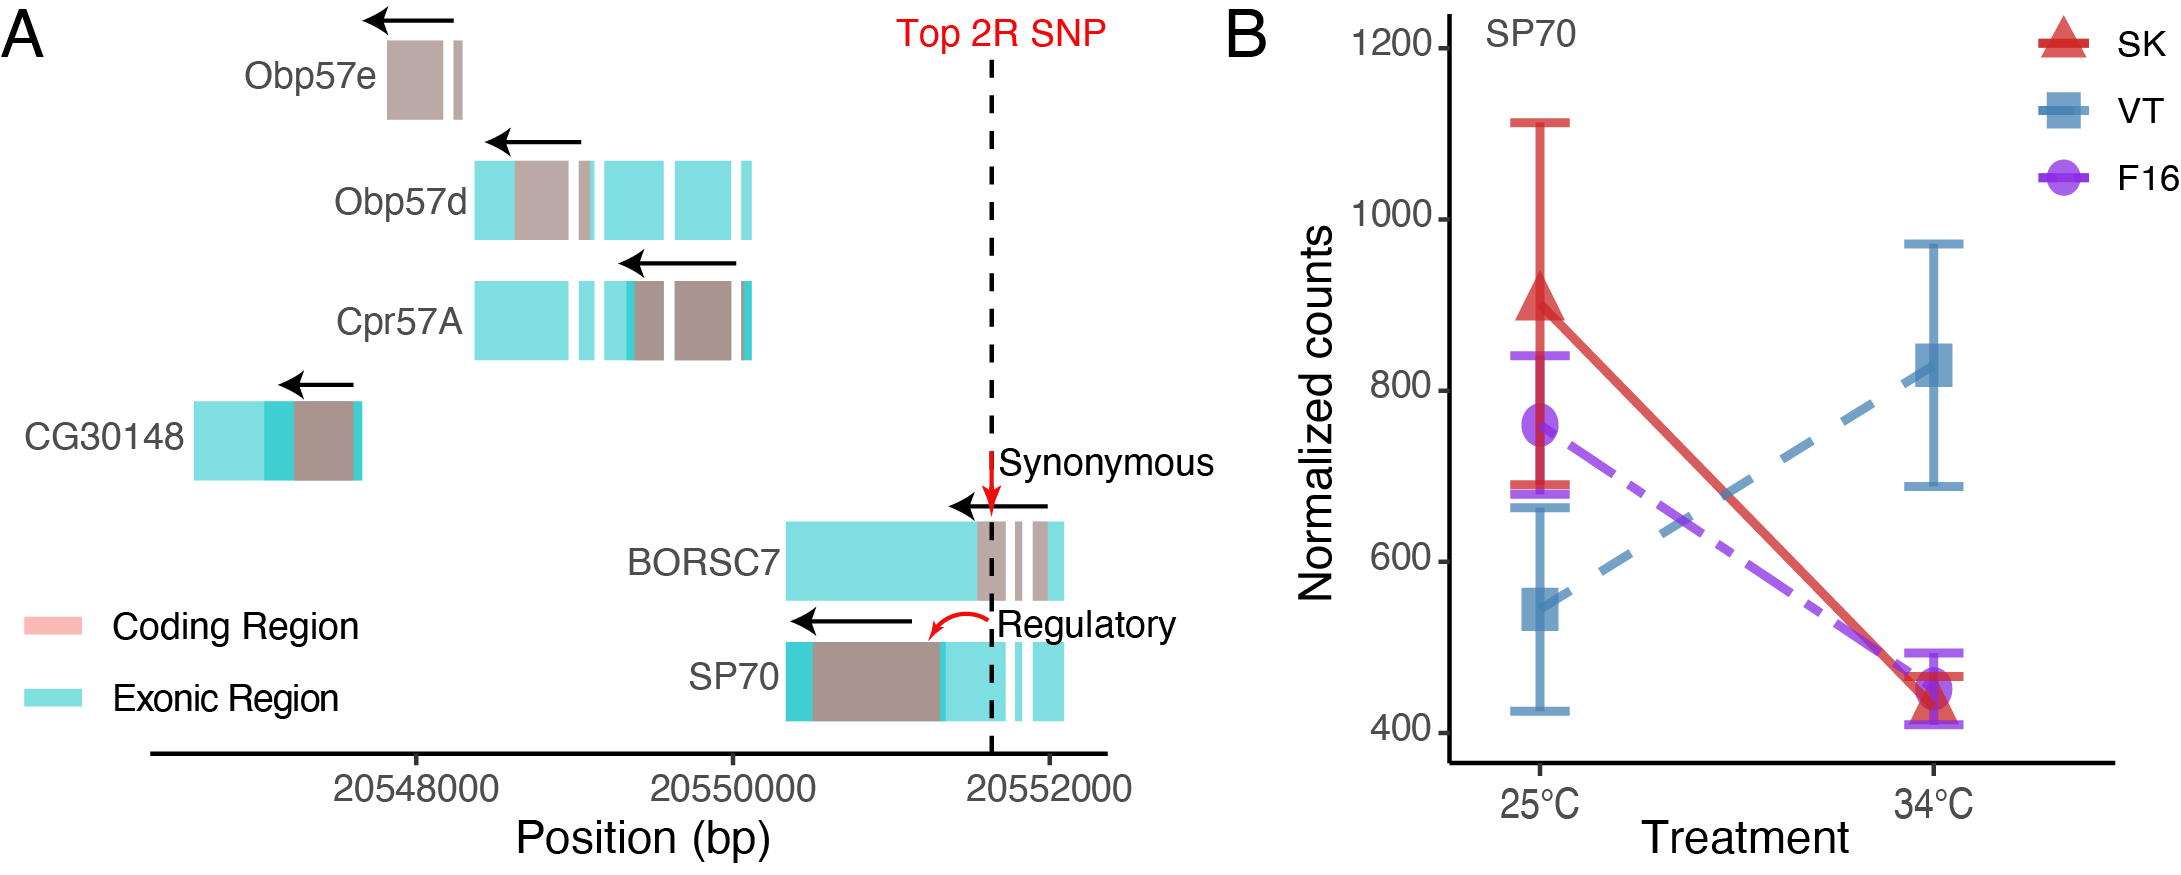 A
Top 2R SNP
Obp57e
Obp57d
Cpr57A
CG30148
Synonymous
BORSC7
Regulatory
SP70
Coding Region
Exonic Region
20548000
20550000
20552000
Position (bp)
B
SP70
SK
VT
F16
1200
1000
800
600
400
Normalized counts
25°C
34°C
Treatment